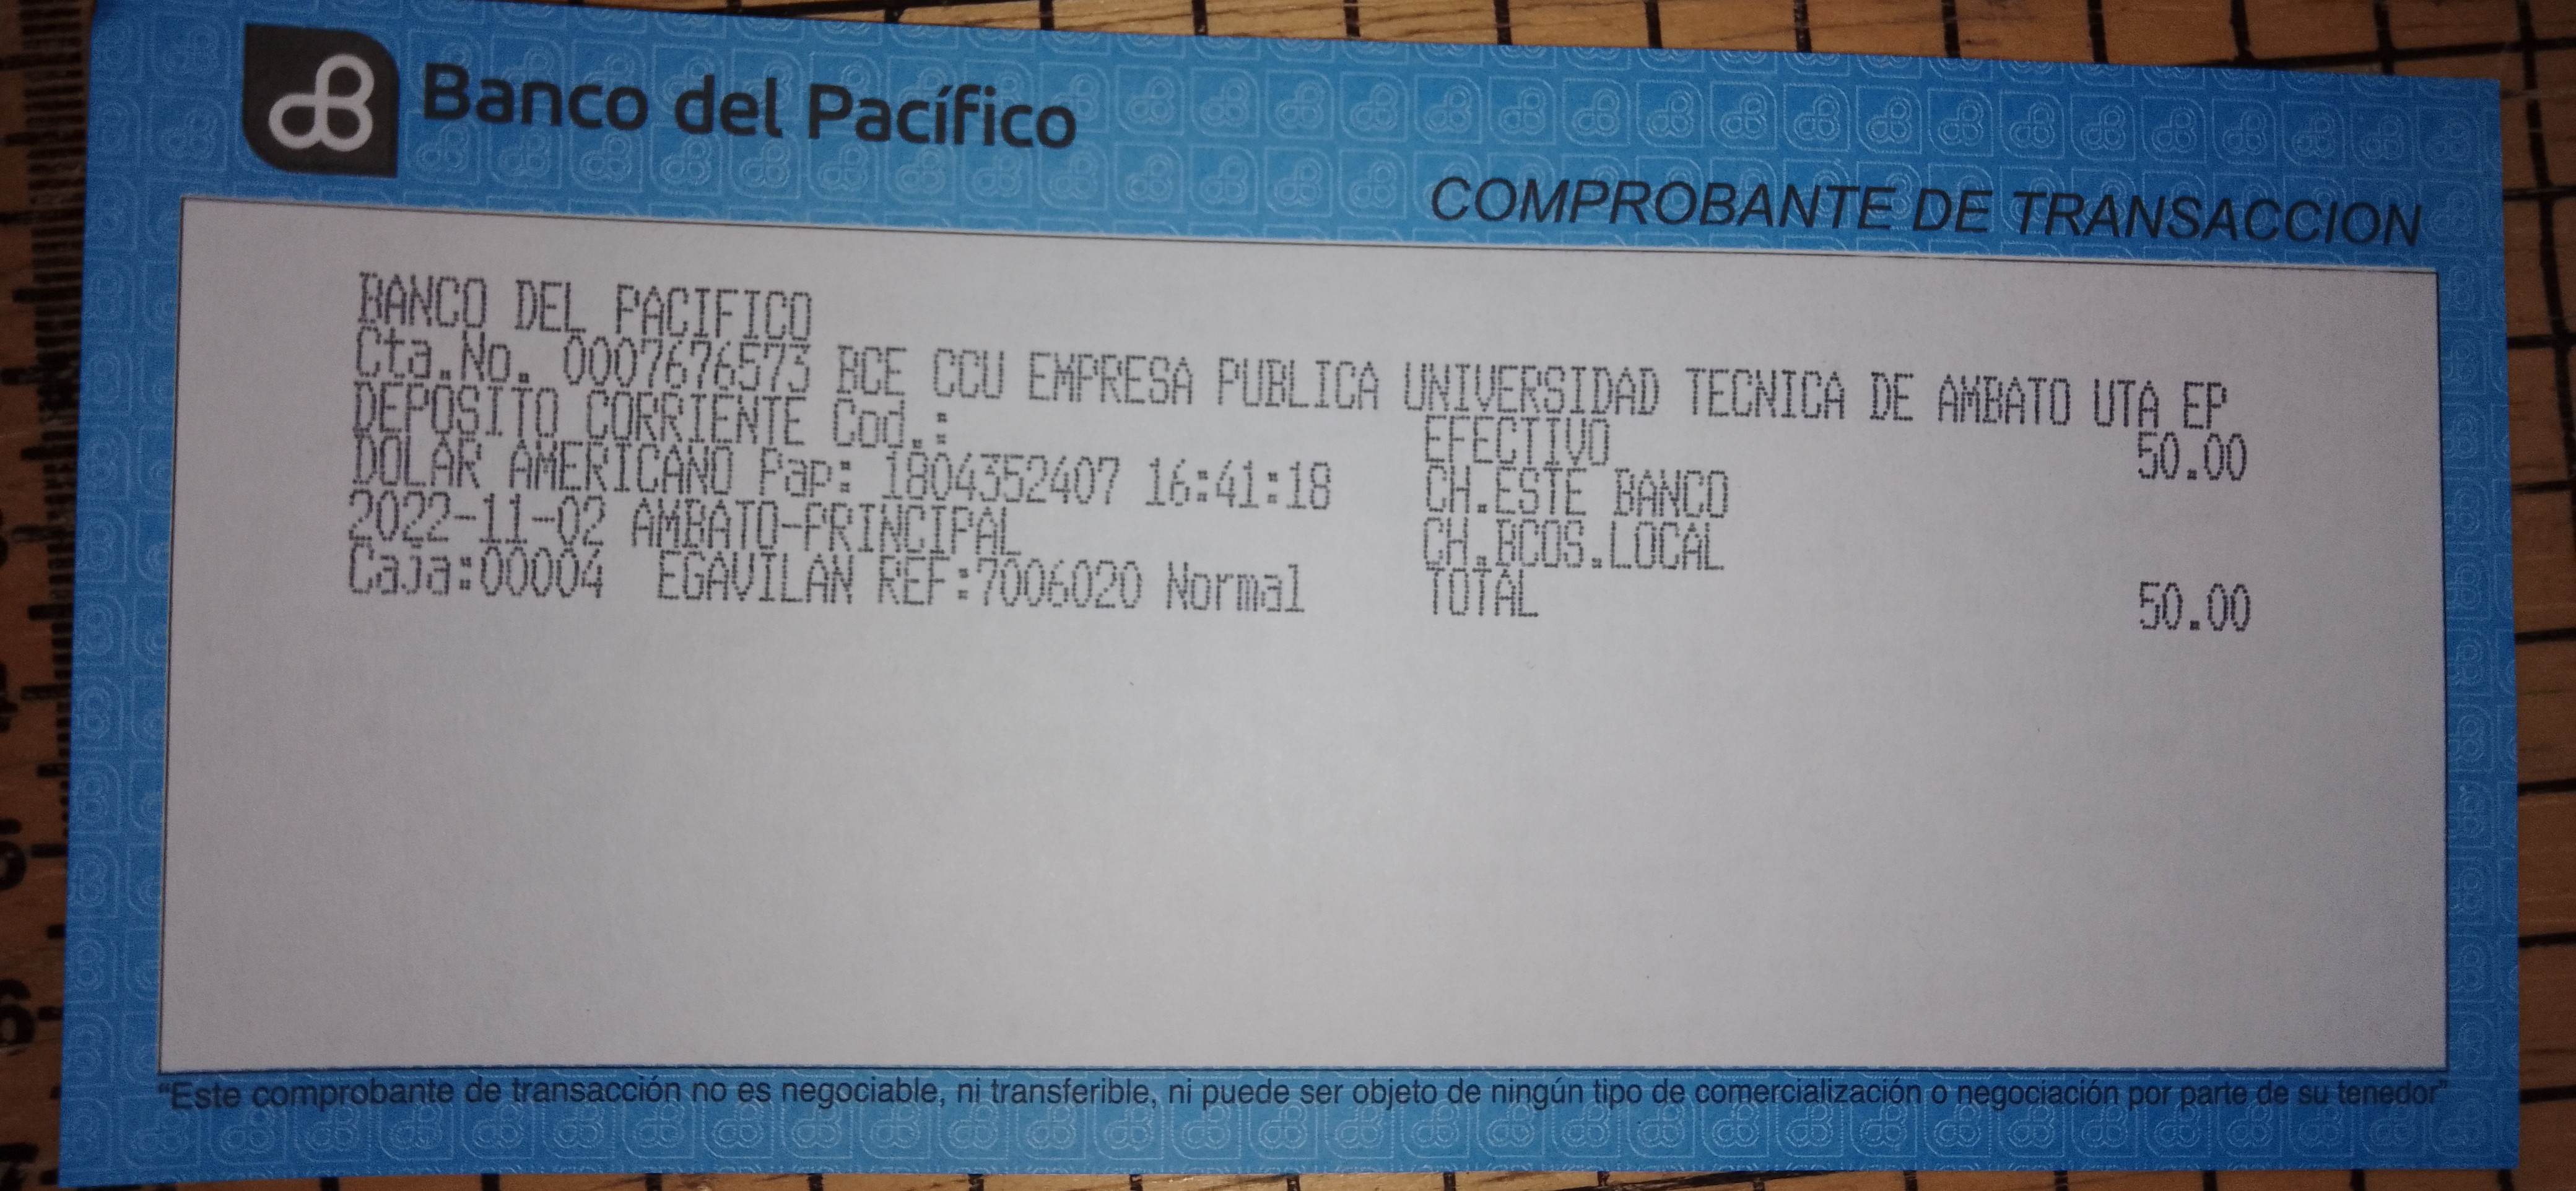 Banco del Pacífico
COMPROBANTE DE TRANSACCION
BANCO DEL PACIFICO
Cta.No. 0007676573 BCE CCU EMPRESA PUBLICA UNIVERSIDAD TECNICA DE AMBATO UTA EP
DEPOSITO CORRIENTE Cod.: EFECTIVO 50.00
DOLAR AMERICANO Pap: 1804352407 16:41:18 CH.ESTE BANCO
2022-11-02 AMBATO-PRINCIPAL CH.BCOS.LOCAL
Caja:00004 EGAVILAN REF:7006020 Normal TOTAL 50.00
"Este comprobante de transacción no es negociable, ni transferible, ni puede ser objeto de ningún tipo de comercialización o negociación por parte de su tenedor"